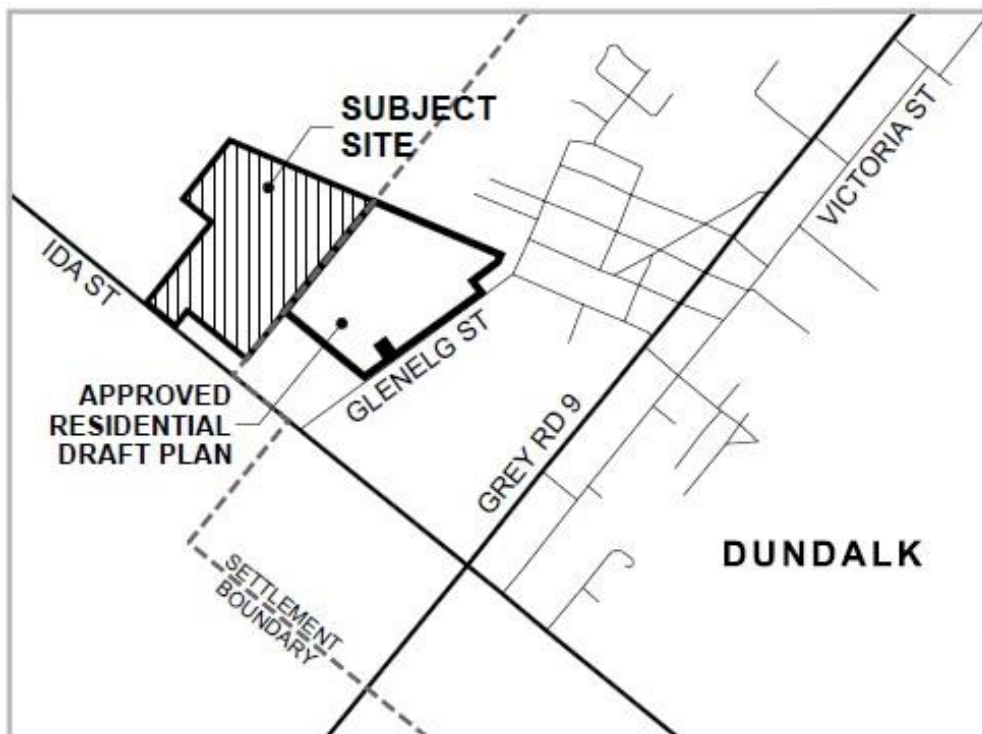 SUBJECT
SITE
VICTORIA ST
IDA ST
GLENELG ST
APPROVED
RESIDENTIAL
DRAFT PLAN
GREY RD 9
DUNDALK
SETTLEMENT
BOUNDARY